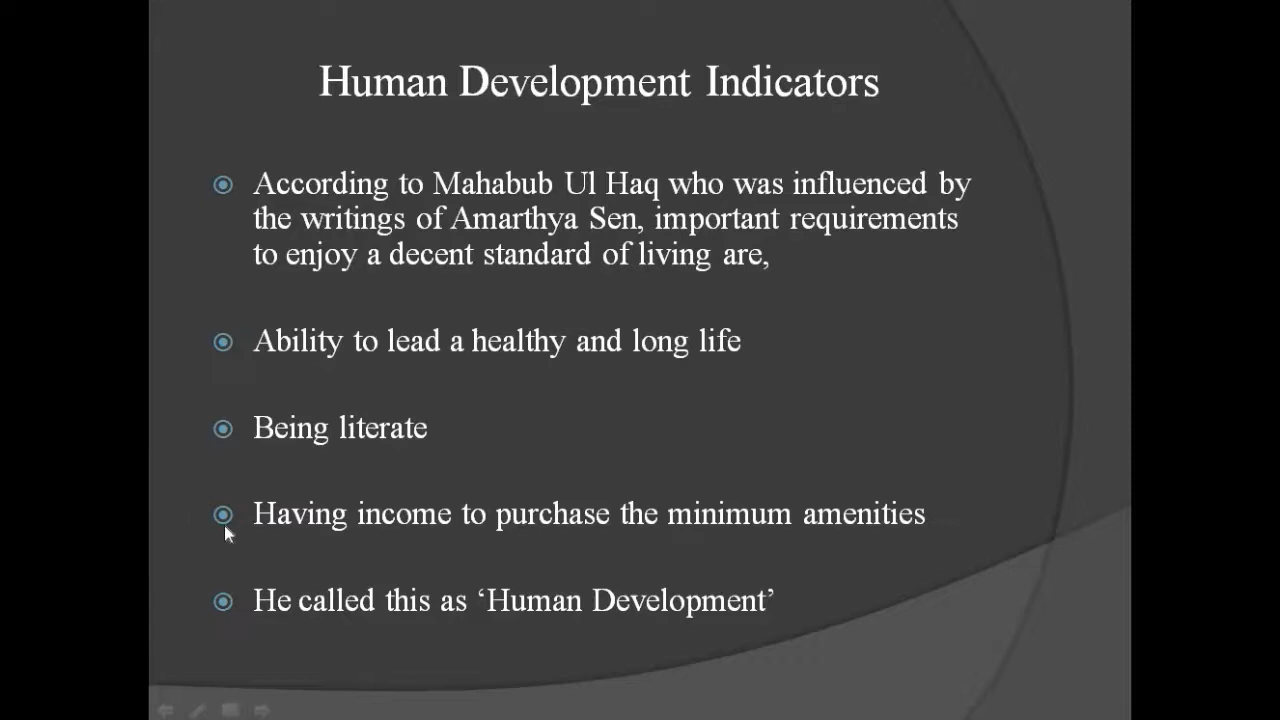 Human Development Indicators
According to Mahabub Ul Haq who was influenced by
the writings of Amarthya Sen, important requirements
to enjoy a decent standard of living are,
Ability to lead a healthy and long life
Being literate
Having income to purchase the minimum amenities
He called this as ‘Human Development’